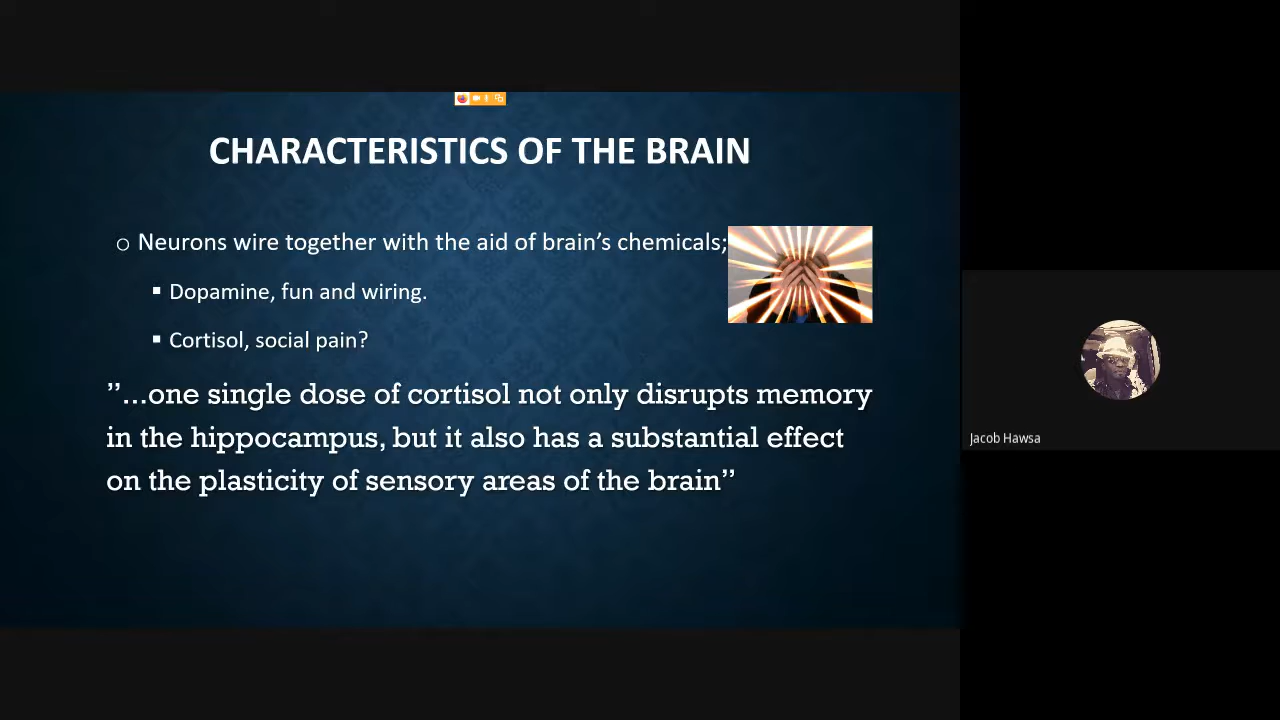 CHARACTERISTICS OF THE BRAIN
o Neurons wire together with the aid of brain’s chemicals;
▪ Dopamine, fun and wiring.
▪ Cortisol, social pain?
”...one single dose of cortisol not only disrupts memory
in the hippocampus, but it also has a substantial effect
on the plasticity of sensory areas of the brain”
Jacob Hawsa